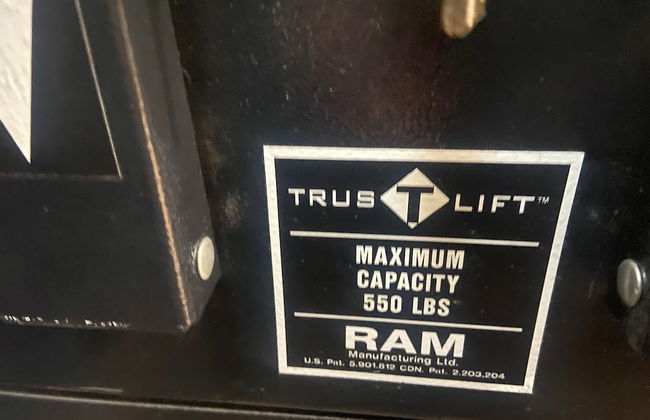 TRUS T LIFT™
MAXIMUM
CAPACITY
550 LBS
RAM
Manufacturing Ltd.
U.S. Pat. 5.901.812 CDN. Pat. 2.203.204